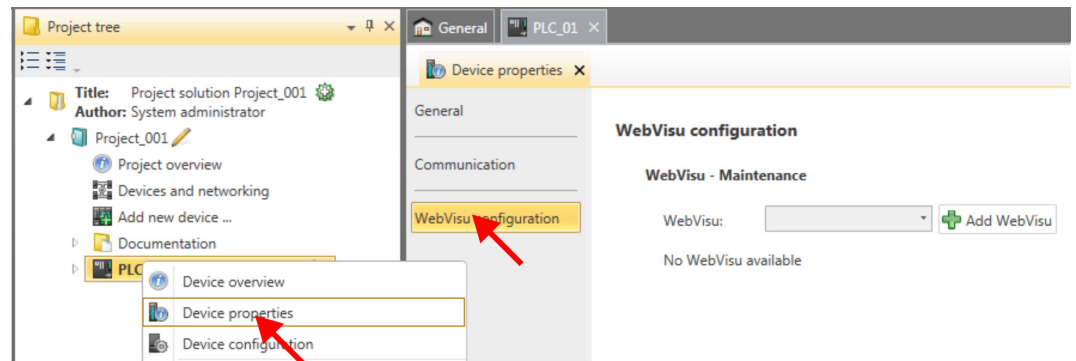 Project tree
Title: Project solution Project_001
Author: System administrator
Project_001
Project overview
Devices and networking
Add new device ...
Documentation
PLC
Device overview
Device properties
Device configuration
General
PLC_01
Device properties
General
Communication
WebVisu configuration
WebVisu configuration
WebVisu - Maintenance
WebVisu:
Add WebVisu
No WebVisu available